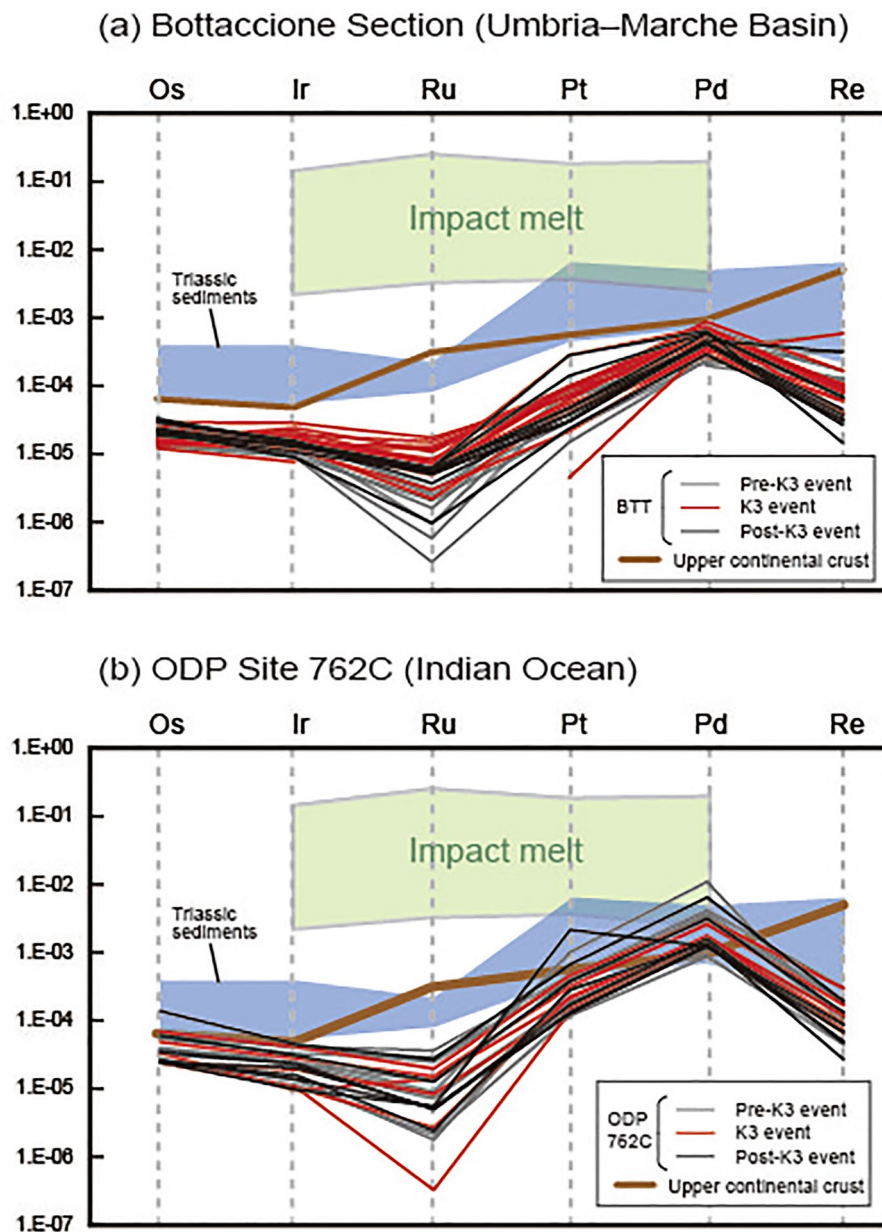 (a) Bottaccione Section (Umbria–Marche Basin)
Os Ir Ru Pt Pd Re
1.E+00
1.E-01
1.E-02
1.E-03
1.E-04
1.E-05
1.E-06
1.E-07
Impact melt
Triassic
sediments
BTT
Pre-K3 event
K3 event
Post-K3 event
Upper continental crust
(b) ODP Site 762C (Indian Ocean)
Os Ir Ru Pt Pd Re
1.E+00
1.E-01
1.E-02
1.E-03
1.E-04
1.E-05
1.E-06
1.E-07
Impact melt
Triassic
sediments
ODP
762C
Pre-K3 event
K3 event
Post-K3 event
Upper continental crust